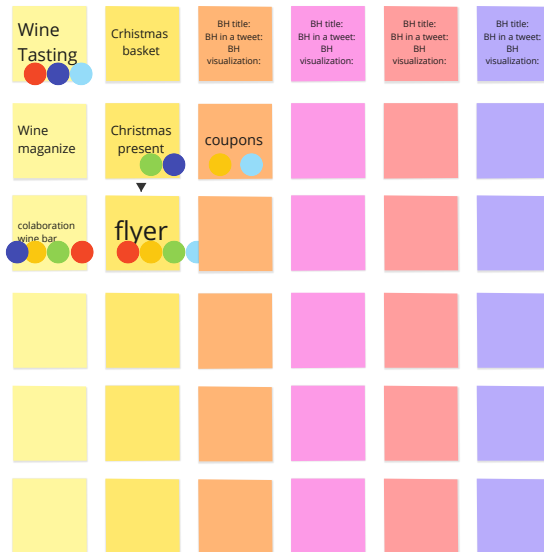 Wine
Tasting
Crhistmas
basket
BH title:
BH in a tweet:
BH
visualization:
BH title:
BH in a tweet:
BH
visualization:
BH title:
BH in a tweet:
BH
visualization:
BH title:
BH in a tweet:
BH
visualization:
Wine
maganize
Christmas
present
coupons
colaboration
wine bar
flyer